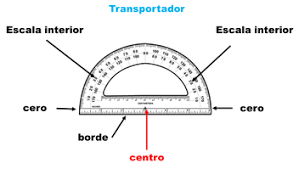 Transportador
Escala interior
Escala interior
cero
cero
borde
centro